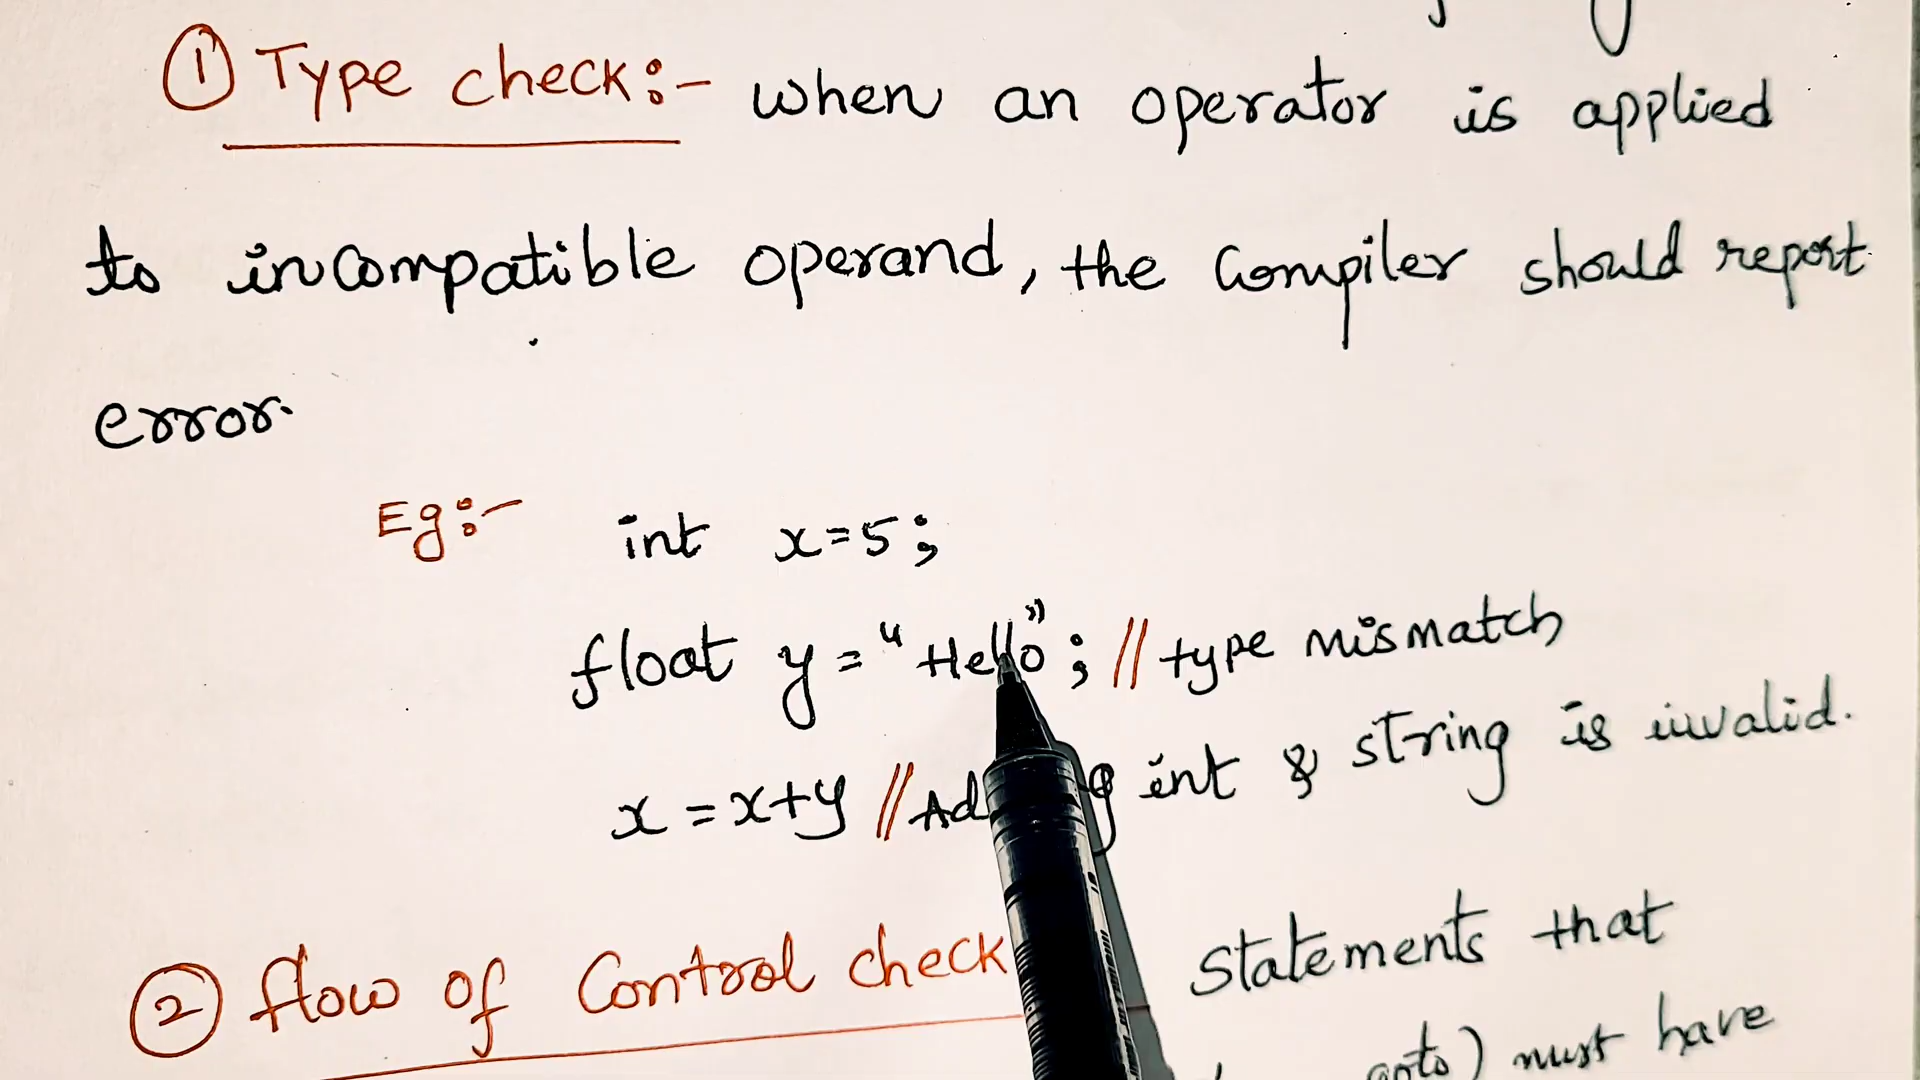 ① Type check:- when an operator is applied
to incompatible operand, the Compiler should report
error.
Eg:- int x=5;
float y = "Hello"; // type mismatch
x = x+y // int & string is invalid.
② flow of Control check statements that
goto) must have